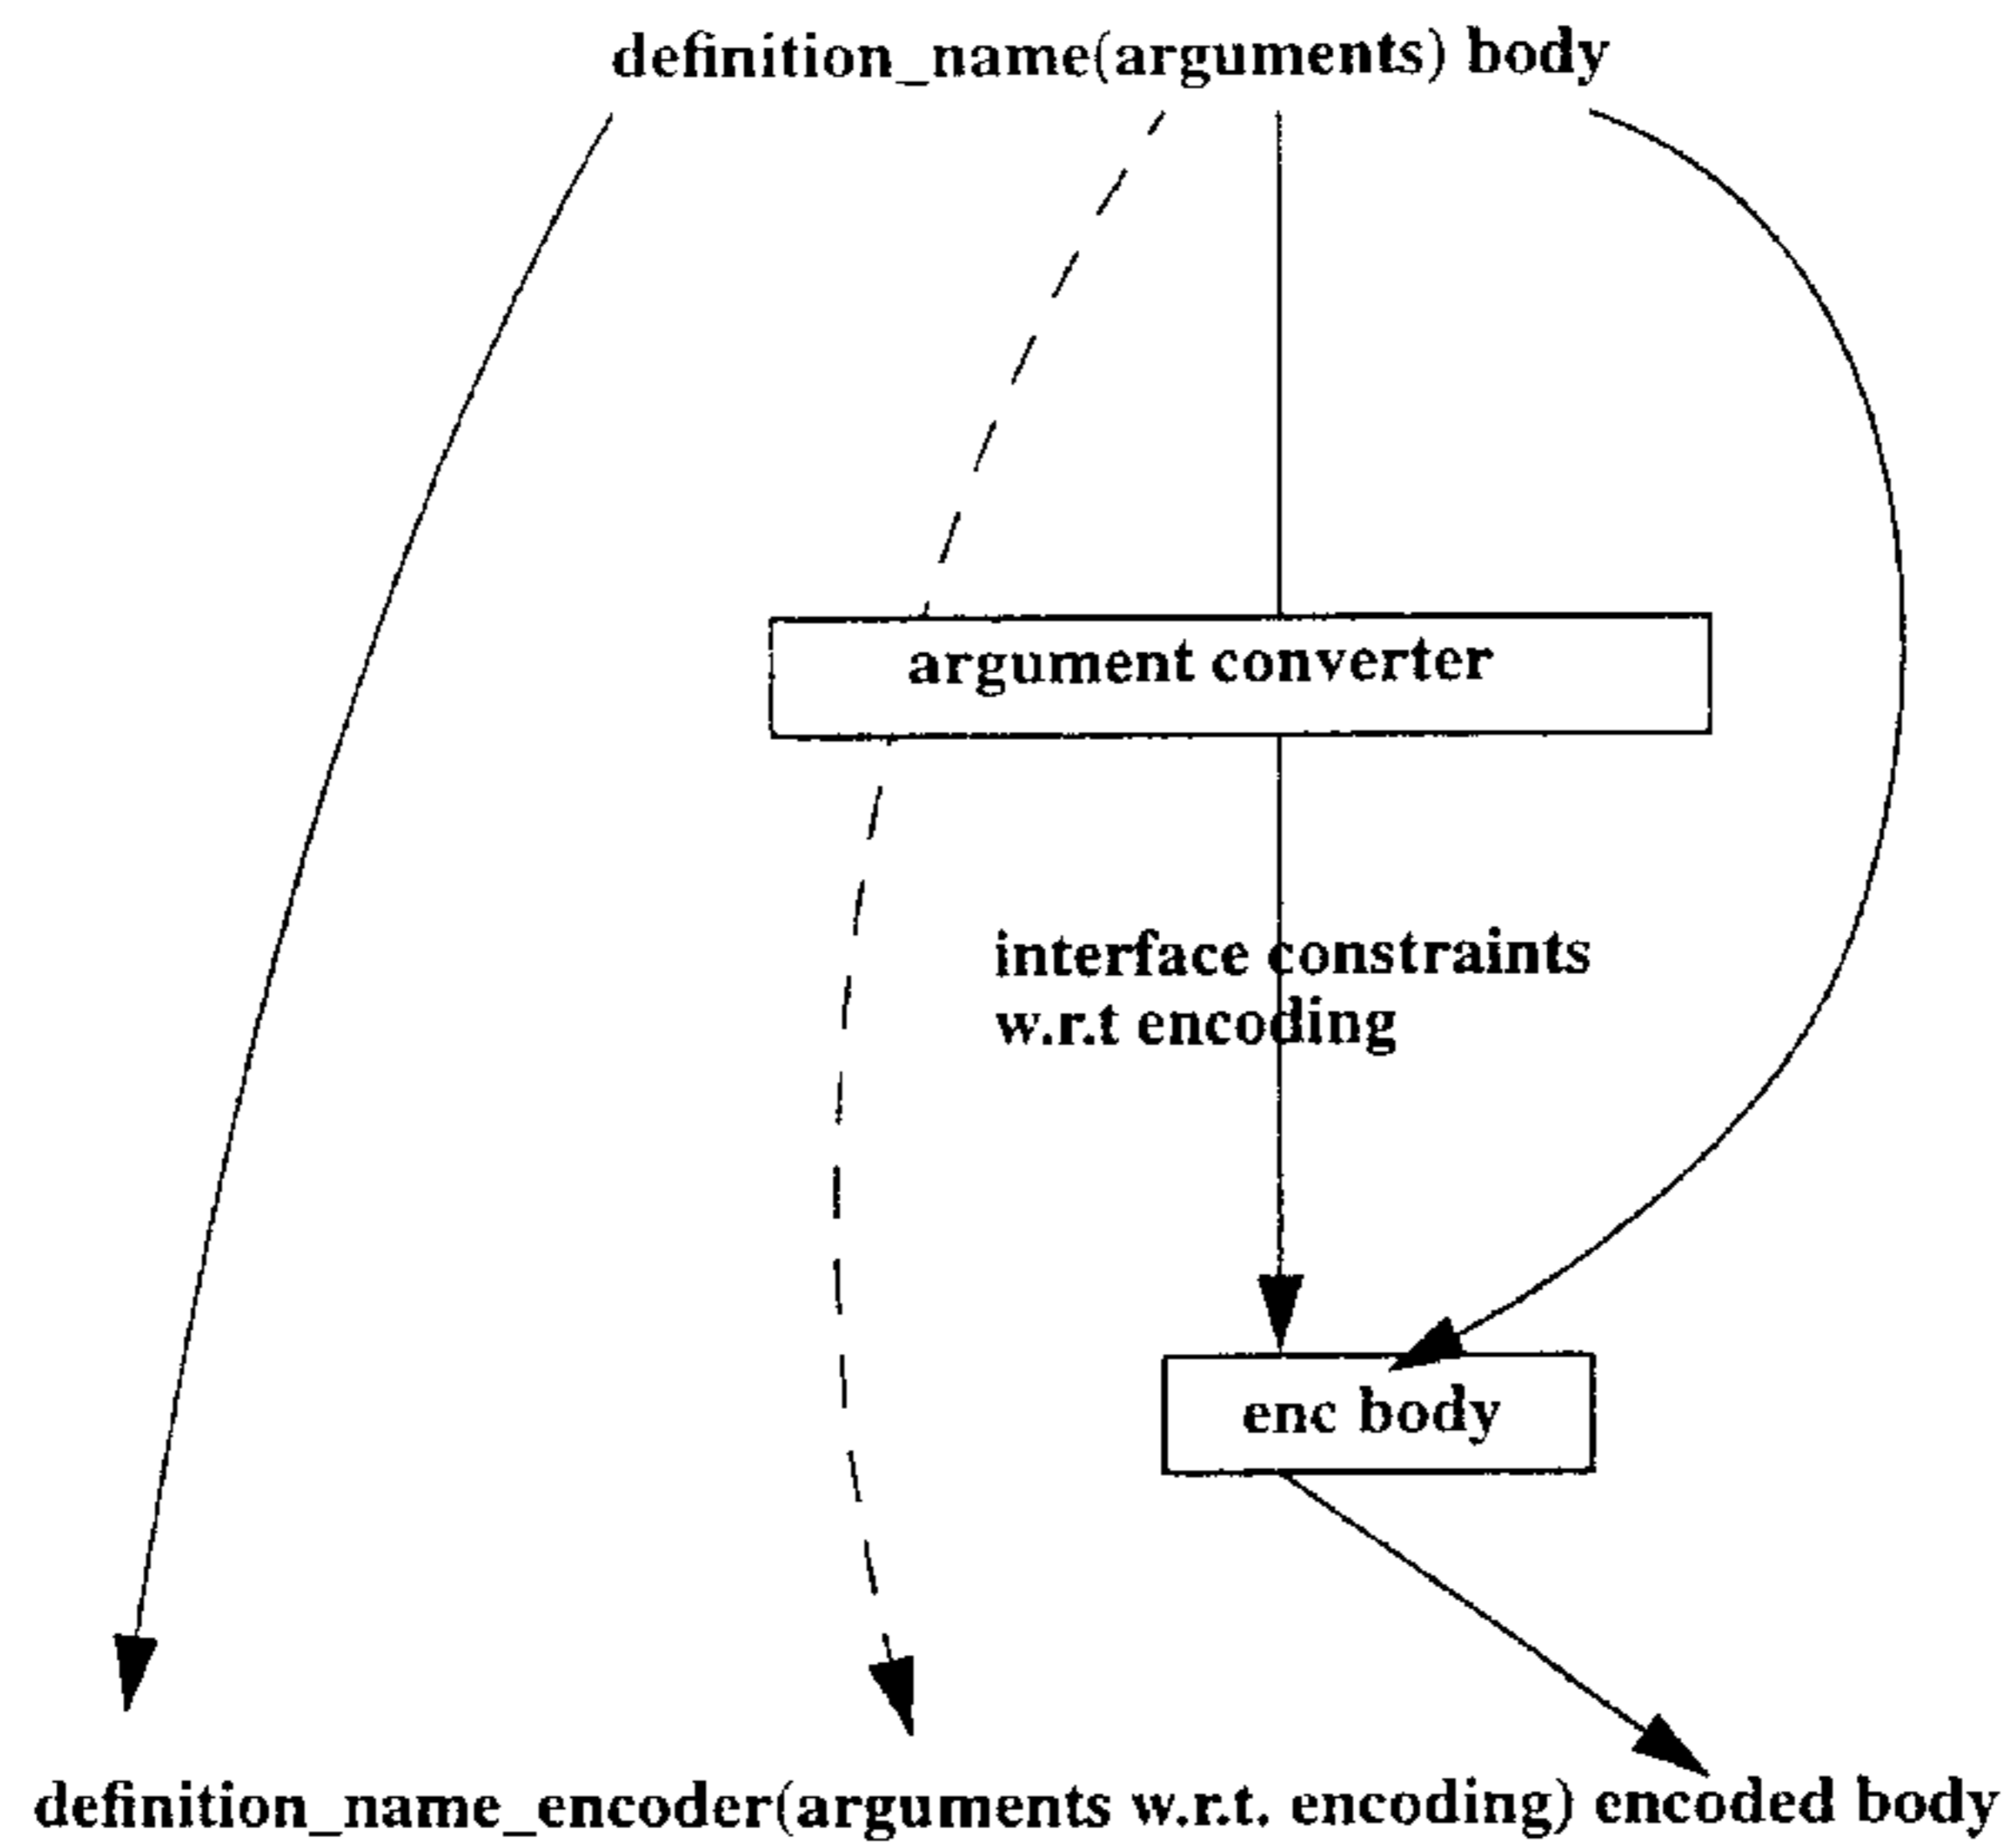 definition_name(arguments) body
argument converter
interface constraints
w.r.t encoding
enc body
definition_name_encoder(arguments w.r.t. encoding) encoded body